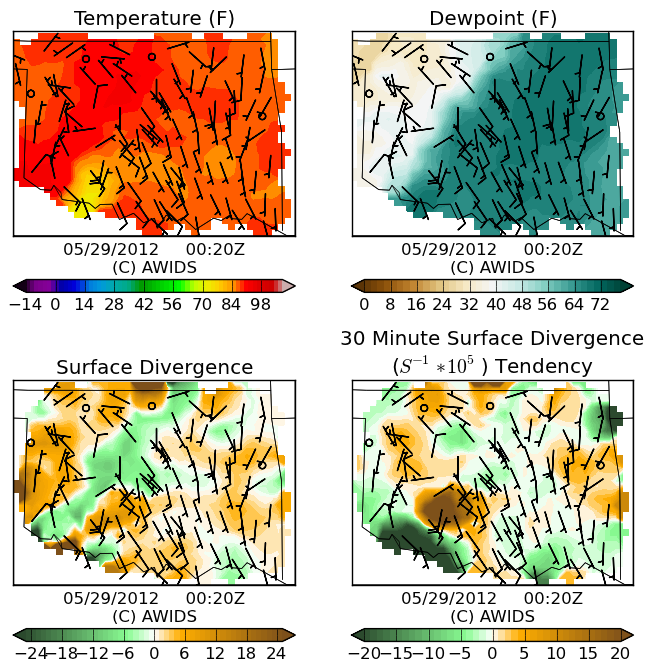 Temperature (F)
Dewpoint (F)
05/29/2012 00:20Z
(C) AWIDS
05/29/2012 00:20Z
(C) AWIDS
−14 0 14 28 42 56 70 84 98
0 8 16 24 32 40 48 56 64 72
Surface Divergence
30 Minute Surface Divergence
(S⁻¹ *10⁵ ) Tendency
05/29/2012 00:20Z
(C) AWIDS
05/29/2012 00:20Z
(C) AWIDS
−24 −18 −12 −6 0 6 12 18 24
−20 −15 −10 −5 0 5 10 15 20